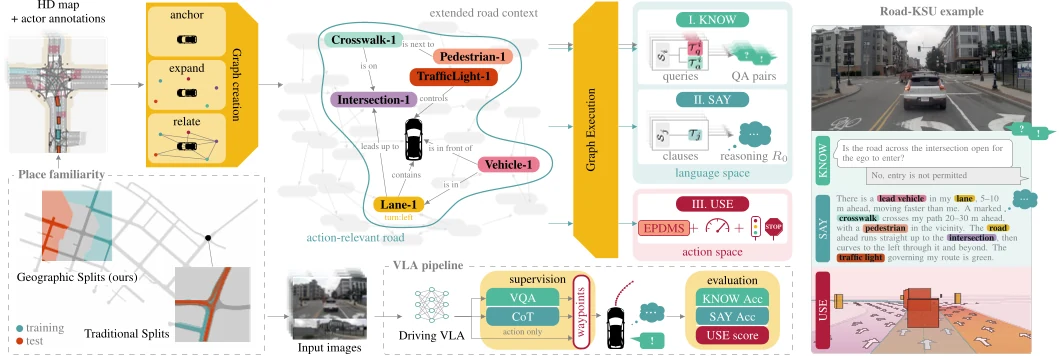 HD map
+ actor annotations
anchor
expand
relate
Graph creation
extended road context
Crosswalk-1
is next to
Pedestrian-1
is on
TrafficLight-1
Intersection-1
controls
leads up to
is in front of
contains
Vehicle-1
is in
Lane-1
turn:left
action-relevant road
Graph Execution
I. KNOW
queries
QA pairs
II. SAY
clauses
reasoning R0
language space
III. USE
EPDMS
+
+
STOP
action space
Place familiarity
Geographic Splits (ours)
training
test
Traditional Splits
Input images
VLA pipeline
Driving VLA
supervision
VQA
CoT
action only
waypoints
evaluation
KNOW Acc
SAY Acc
USE score
Road-KSU example
KNOW
Is the road across the intersection open for
the ego to enter?
No, entry is not permitted
SAY
There is a lead vehicle in my lane, 5-10
m ahead, moving faster than me. A marked
crosswalk crosses my path 20-30 m ahead,
with a pedestrian in the vicinity. The road
ahead runs straight up to the intersection, then
curves to the left through it and beyond. The
traffic light governing my route is green.
USE